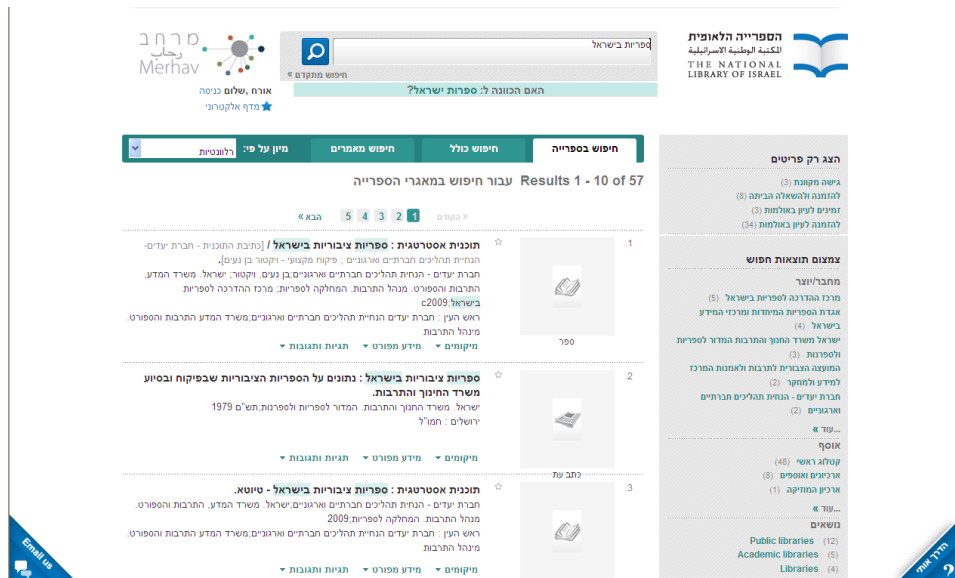 הספרייה הלאומית
المكتبة الوطنية الاسرائيلية
THE NATIONAL
LIBRARY OF ISRAEL
ספריות בישראל
חיפוש מתקדם »
האם הכוונה ל: ספרות ישראל?
מרחב
رحاب
Merhav
אורח ,שלום כניסה
מדף אלקטרוני
חיפוש בספרייה
חיפוש כולל
חיפוש מאמרים
מיון על פי:
רלוונטיות
Results 1 - 10 of 57 עבור חיפוש במאגרי הספרייה
« הקודם 1 2 3 4 5 הבא »
הצג רק פריטים
גישה מקוונת (3)
להזמנה ולהשאלה הביתה (8)
זמינים לעיון באולמות (3)
להזמנה לעיון באולמות (34)
צמצום תוצאות חפוש
מחבר/יוצר
מרכז ההדרכה לספריות בישראל (5)
אגדת הספריות המיחדות ומרכזי המידע
בישראל (4)
ישראל משרד החנוך והתרבות המדור לספריות
ולספרנות (3)
המועצה הצבורית לתרבות ולאמנות המרכז
למידע ולמחקר (2)
חברת יעדים - הנחית תהליכים חברתיים
וארגוניים (2)
...עוד »
אוסף
קטלוג ראשי (48)
ארכיונים ואוספים (8)
ארכיון המוזיקה (1)
...עוד »
נושאים
Public libraries (12)
Academic libraries (5)
Libraries (4)
1.
ספר
תוכנית אסטרטגית : ספריות ציבוריות בישראל / [כתיבת התוכנית - חברת יעדים-
הנחיית תהליכים חברתיים וארגוניים ; פיקוח מקצועי - ויקטור בן נעים].
חברת יעדים - הנחית תהליכים חברתיים וארגוניים;בן נעים, ויקטור; ישראל. משרד המדע,
התרבות והספורט. מנהל התרבות. המחלקה לספריות; מרכז ההדרכה לספריות
בישראל;c2009
ראש העין : חברת יעדים הנחיית תהליכים חברתיים וארגוניים;משרד המדע התרבות והספורט.
מינהל התרבות
מיקומים מידע מפורט תגיות ותגובות
2.
כתב עת
ספריות ציבוריות בישראל : נתונים על הספריות הציבוריות שבפיקוח ובסיוע
משרד החינוך והתרבות.
ישראל. משרד החנוך והתרבות. המדור לספריות ולספרנות;תש"ם 1979
ירושלים : חמו"ל
מיקומים מידע מפורט תגיות ותגובות
3.
תוכנית אסטרטגית : ספריות ציבוריות בישראל - טיוטא.
חברת יעדים - הנחית תהליכים חברתיים וארגוניים;ישראל. משרד המדע, התרבות והספורט.
מנהל התרבות. המחלקה לספריות;2009
ראש העין : חברת יעדים הנחיית תהליכים חברתיים וארגוניים;משרד המדע התרבות והספורט.
מינהל התרבות
מיקומים מידע מפורט תגיות ותגובות
Email us
הדרך אותי
?